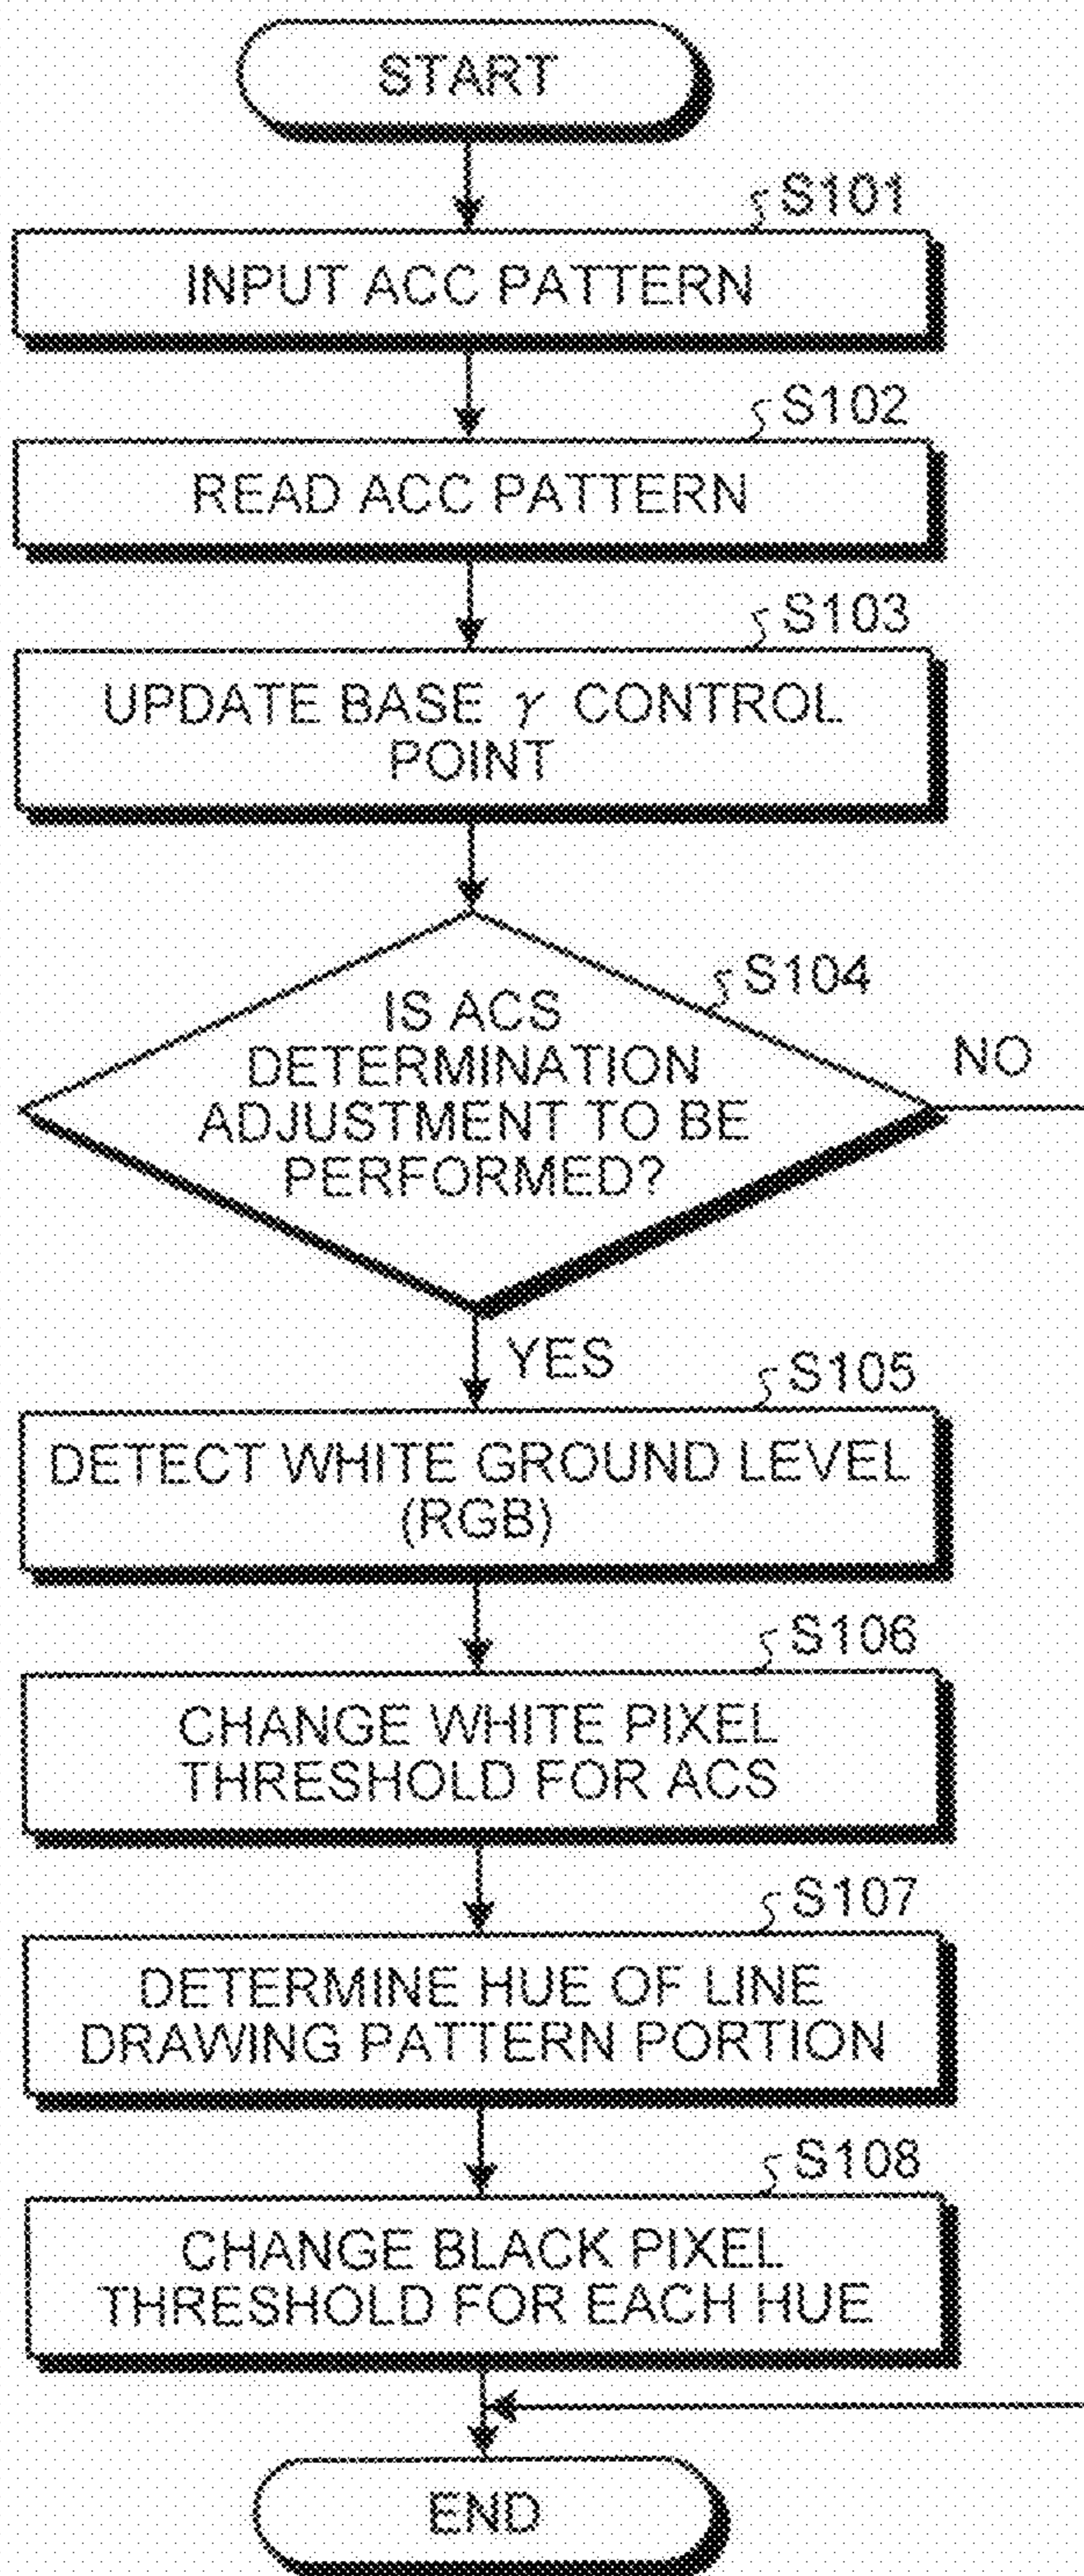 START
S101
INPUT ACC PATTERN
S102
READ ACC PATTERN
S103
UPDATE BASE γ CONTROL
POINT
S104
IS ACS
DETERMINATION
ADJUSTMENT TO BE
PERFORMED?
NO
YES
S105
DETECT WHITE GROUND LEVEL
(RGB)
S106
CHANGE WHITE PIXEL
THRESHOLD FOR ACS
S107
DETERMINE HUE OF LINE
DRAWING PATTERN PORTION
S108
CHANGE BLACK PIXEL
THRESHOLD FOR EACH HUE
END